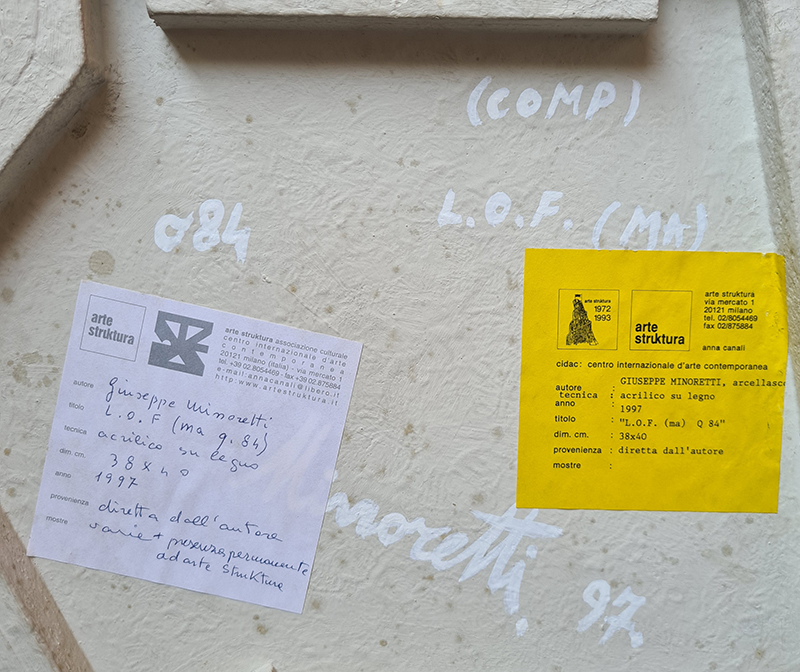 (COMP)
L.O.F. (MA)
σ84
arte
struktura
arte struktura associazione culturale
centro internazionale d'arte
contemporanea
20121 milano (italia) - via mercato 1
tel. +39 02.8054469 - fax +39 02.875884
e-mail:annacanali@libero.it
http:www.artestruktura.it
autore Giuseppe Minoretti
titolo L.O.F (ma q. 84)
tecnica acrilico su legno
dim. cm. 38x40
anno 1997
provenienza diretta dall'autore
mostre varie + presenza permanente
ad arte struktura
arte struktura
1972
1993
arte
struktura
arte struktura
via mercato 1
20121 milano
tel. 02/8054469
fax 02/875884
anna canali
cidac: centro internazionale d'arte contemporanea
autore : GIUSEPPE MINORETTI, arcellasco
tecnica : acrilico su legno
anno : 1997
titolo : "L.O.F. (ma) Q 84"
dim. cm. : 38x40
provenienza : diretta dall'autore
mostre :
Minoretti.
97.